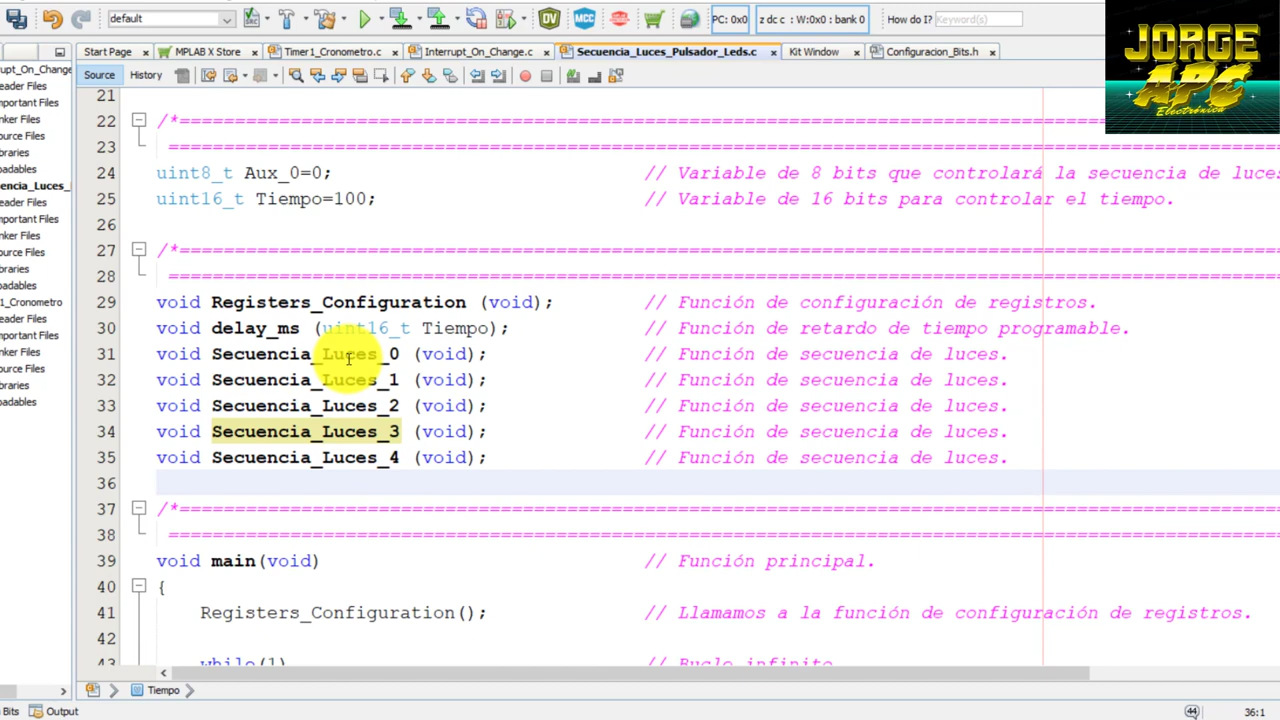 default
PC: 0x0
z dc c : W:0x0 : bank 0
How do I?
Keyword(s)
JORGE
APC
Electrónica
Start Page
MPLAB X Store
Timer1_Cronometro.c
Interrupt_On_Change.c
Secuencia_Luces_Pulsador_Leds.c
Kit Window
Configuracion_Bits.h
Source
History
rupt_On_Change
eader Files
mportant Files
nker Files
ource Files
braries
oadables
encia_Luces_
eader Files
mportant Files
nker Files
ource Files
braries
oadables
1_Cronometro
eader Files
mportant Files
nker Files
ource Files
braries
oadables
21
22 /*==================================================
23 ==================================================
24 uint8_t Aux_0=0; // Variable de 8 bits que controlará la secuencia de luces
25 uint16_t Tiempo=100; // Variable de 16 bits para controlar el tiempo.
26
27 /*==================================================
28 ==================================================
29 void Registers_Configuration (void); // Función de configuración de registros.
30 void delay_ms (uint16_t Tiempo); // Función de retardo de tiempo programable.
31 void Secuencia_Luces_0 (void); // Función de secuencia de luces.
32 void Secuencia_Luces_1 (void); // Función de secuencia de luces.
33 void Secuencia_Luces_2 (void); // Función de secuencia de luces.
34 void Secuencia_Luces_3 (void); // Función de secuencia de luces.
35 void Secuencia_Luces_4 (void); // Función de secuencia de luces.
36
37 /*==================================================
38 ==================================================
39 void main(void) // Función principal.
40 {
41 Registers_Configuration(); // Llamamos a la función de configuración de registros.
42
43 while(1) // Bucle infinito
Tiempo
Bits
Output
36:1